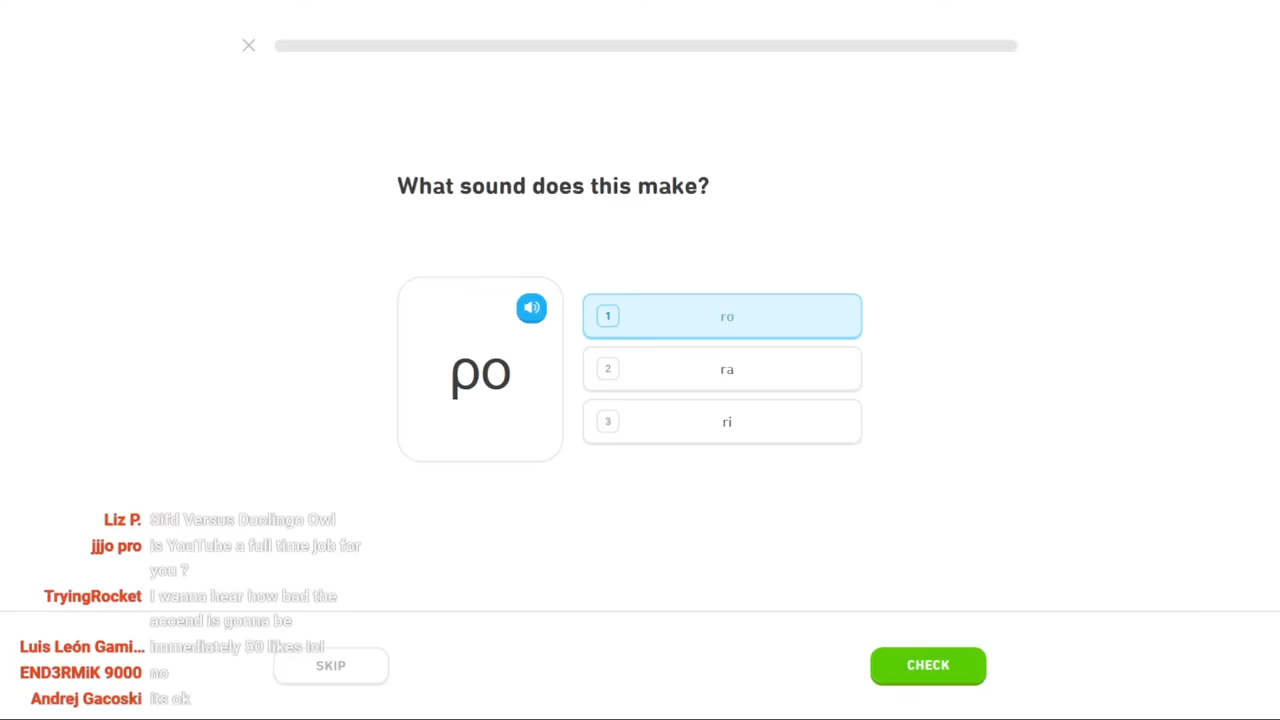 What sound does this make?
ρο
1 ro
2 ra
3 ri
Liz P. Sifd Versus Duolingo Owl
jjjo pro is YouTube a full time job for
you ?
TryingRocket I wanna hear how bad the
accend is gonna be
Luis León Gami... immediately 50 likes lol
END3RMiK 9000 no
Andrej Gacoski its ok
SKIP
CHECK